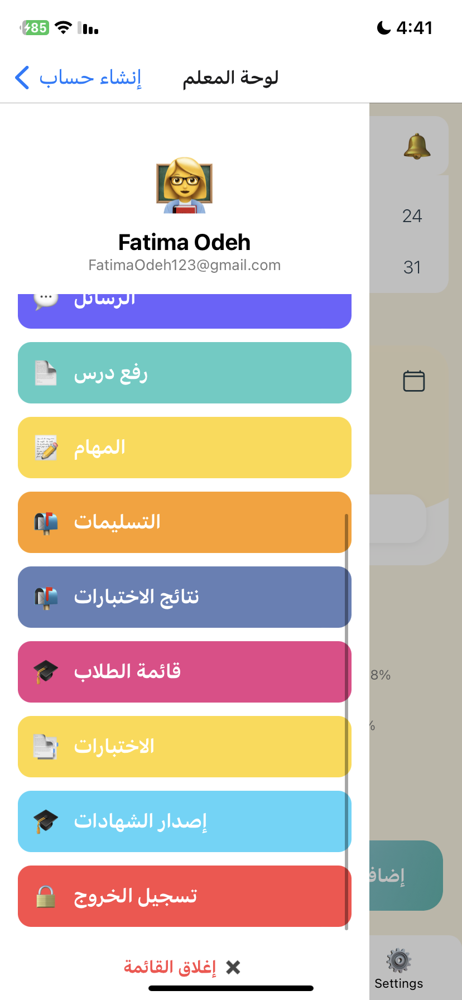 4:41
85
لوحة المعلم
إنشاء حساب
Fatima Odeh
FatimaOdeh123@gmail.com
الرسائل
رفع درس
المهام
التسليمات
نتائج الاختبارات
قائمة الطلاب
الاختبارات
إصدار الشهادات
تسجيل الخروج
إغلاق القائمة
24
31
8%
%
إضاف
Settings